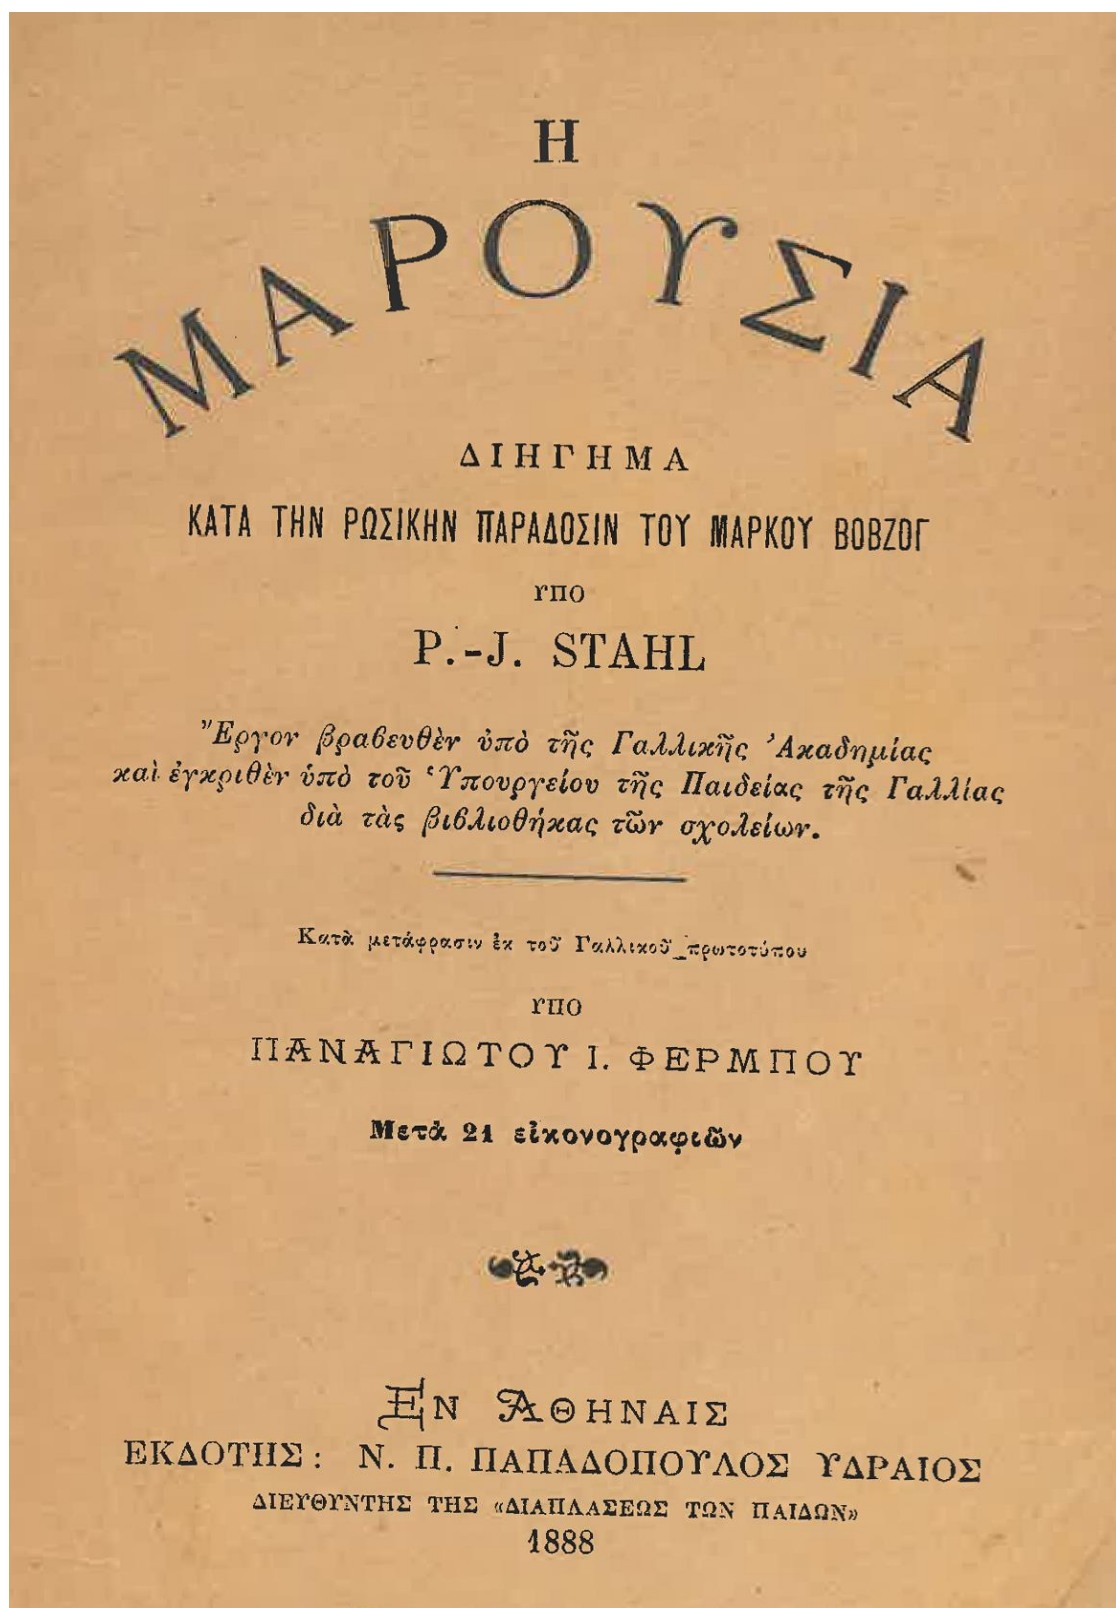 Η
ΜΑΡΟΥΣΙΑ
ΔΙΗΓΗΜΑ
ΚΑΤΑ ΤΗΝ ΡΩΣΙΚΗΝ ΠΑΡΑΔΟΣΙΝ ΤΟΥ ΜΑΡΚΟΥ ΒΟΒΖΟΓ
ΥΠΟ
P.-J. STAHL
Ἔργον βραβευθὲν ὑπὸ τῆς Γαλλικῆς Ἀκαδημίας
καὶ ἐγκριθὲν ὑπὸ τοῦ Ὑπουργείου τῆς Παιδείας τῆς Γαλλίας
διὰ τὰς βιβλιοθήκας τῶν σχολείων.
Κατὰ μετάφρασιν ἐκ τοῦ Γαλλικοῦ πρωτοτύπου
ΥΠΟ
ΠΑΝΑΓΙΩΤΟΥ Ι. ΦΕΡΜΠΟΥ
Μετὰ 21 εἰκονογραφιῶν
ΕΝ ΑΘΗΝΑΙΣ
ΕΚΔΟΤΗΣ: Ν. Π. ΠΑΠΑΔΟΠΟΥΛΟΣ ΥΔΡΑΙΟΣ
ΔΙΕΥΘΥΝΤΗΣ ΤΗΣ «ΔΙΑΠΛΑΣΕΩΣ ΤΩΝ ΠΑΙΔΩΝ»
1888